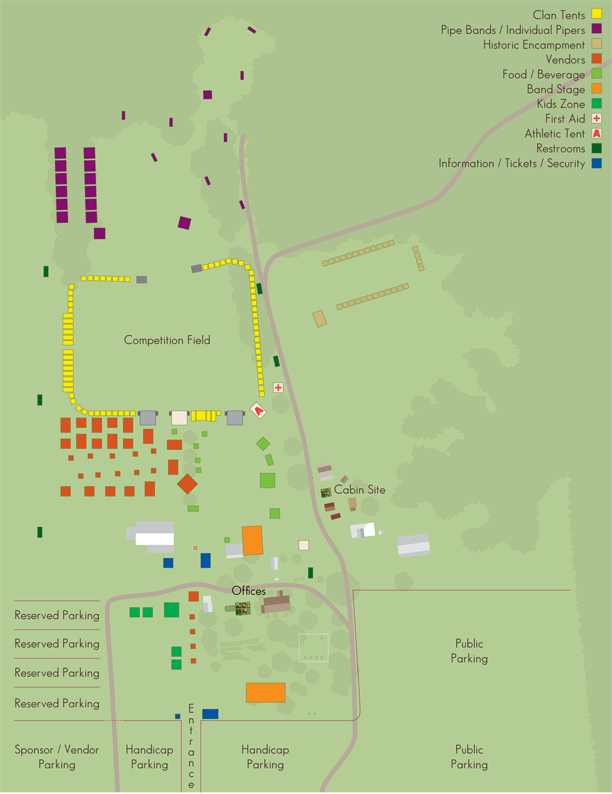 Clan Tents
Pipe Bands / Individual Pipers
Historic Encampment
Vendors
Food / Beverage
Band Stage
Kids Zone
First Aid
Athletic Tent
A
Restrooms
Information / Tickets / Security
Competition Field
A
Cabin Site
Offices
Reserved Parking
Reserved Parking
Reserved Parking
Reserved Parking
Public
Parking
Entrance
Sponsor / Vendor
Parking
Handicap
Parking
Handicap
Parking
Public
Parking